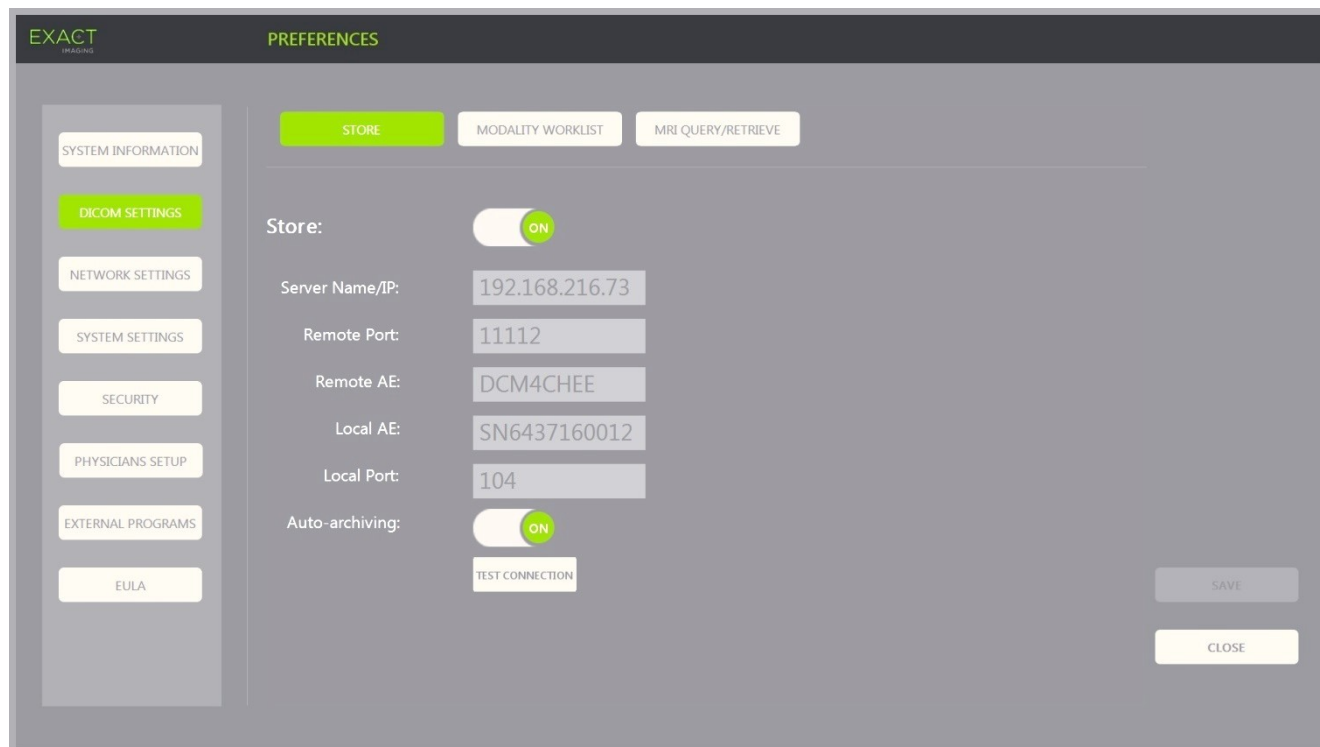 EXACT
IMAGING
PREFERENCES
SYSTEM INFORMATION
DICOM SETTINGS
NETWORK SETTINGS
SYSTEM SETTINGS
SECURITY
PHYSICIANS SETUP
EXTERNAL PROGRAMS
EULA
STORE MODALITY WORKLIST MRI QUERY/RETRIEVE
Store: ON
Server Name/IP: 192.168.216.73
Remote Port: 11112
Remote AE: DCM4CHEE
Local AE: SN6437160012
Local Port: 104
Auto-archiving: ON
TEST CONNECTION
SAVE
CLOSE